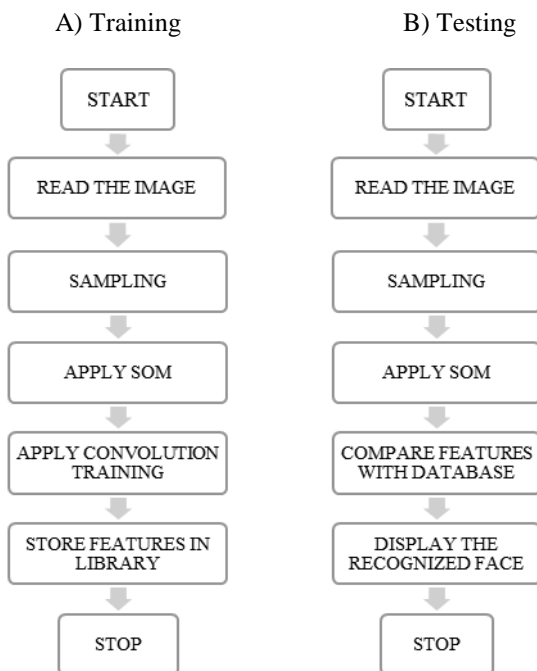 A) Training
START
READ THE IMAGE
SAMPLING
APPLY SOM
APPLY CONVOLUTION
TRAINING
STORE FEATURES IN
LIBRARY
STOP
B) Testing
START
READ THE IMAGE
SAMPLING
APPLY SOM
COMPARE FEATURES
WITH DATABASE
DISPLAY THE
RECOGNIZED FACE
STOP